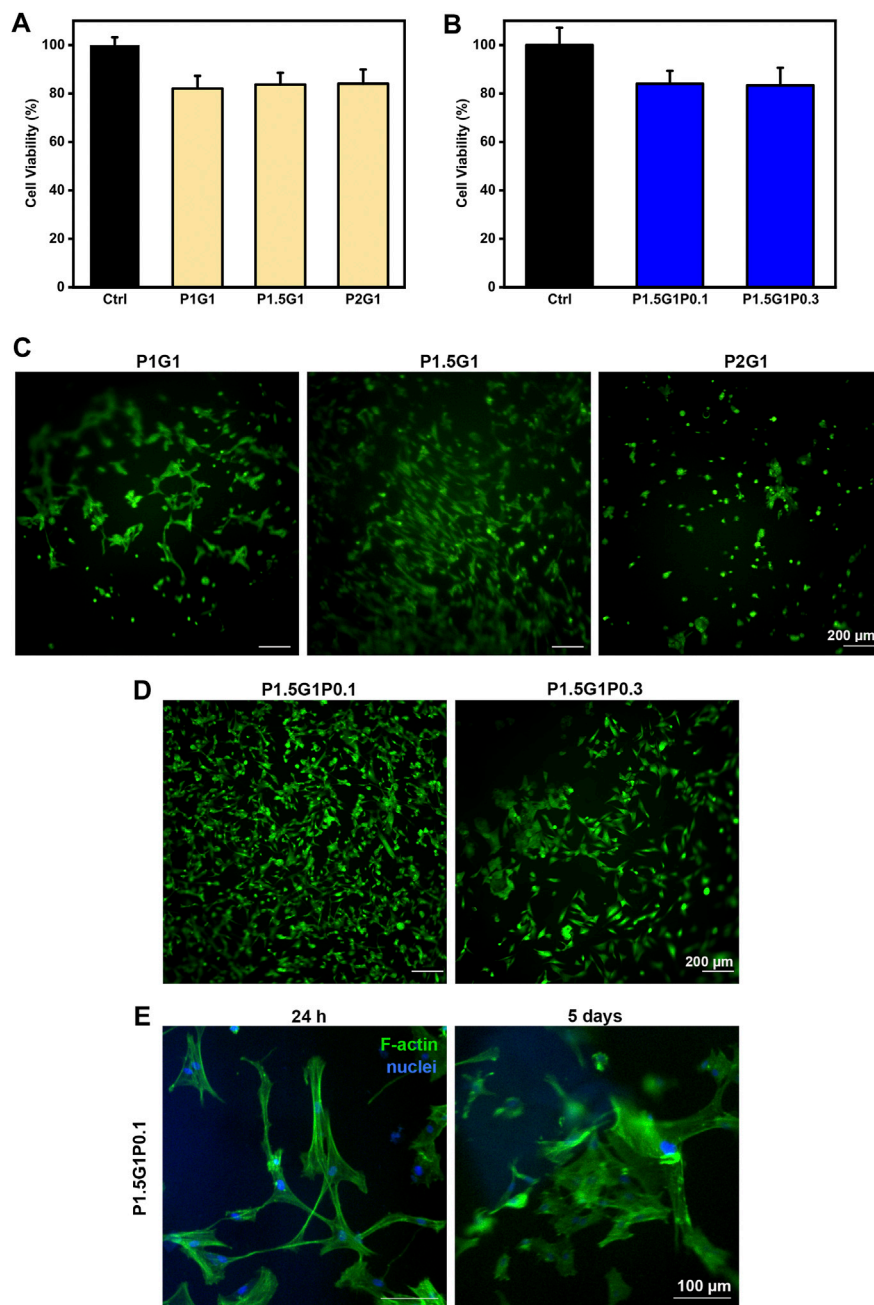 A
Cell Viability (%)
100
80
60
40
20
0
Ctrl P1G1 P1.5G1 P2G1
B
Cell Viability (%)
100
80
60
40
20
0
Ctrl P1.5G1P0.1 P1.5G1P0.3
C
P1G1 P1.5G1 P2G1
200 µm
D
P1.5G1P0.1 P1.5G1P0.3
200 µm
E
24 h 5 days
P1.5G1P0.1
F-actin
nuclei
100 µm